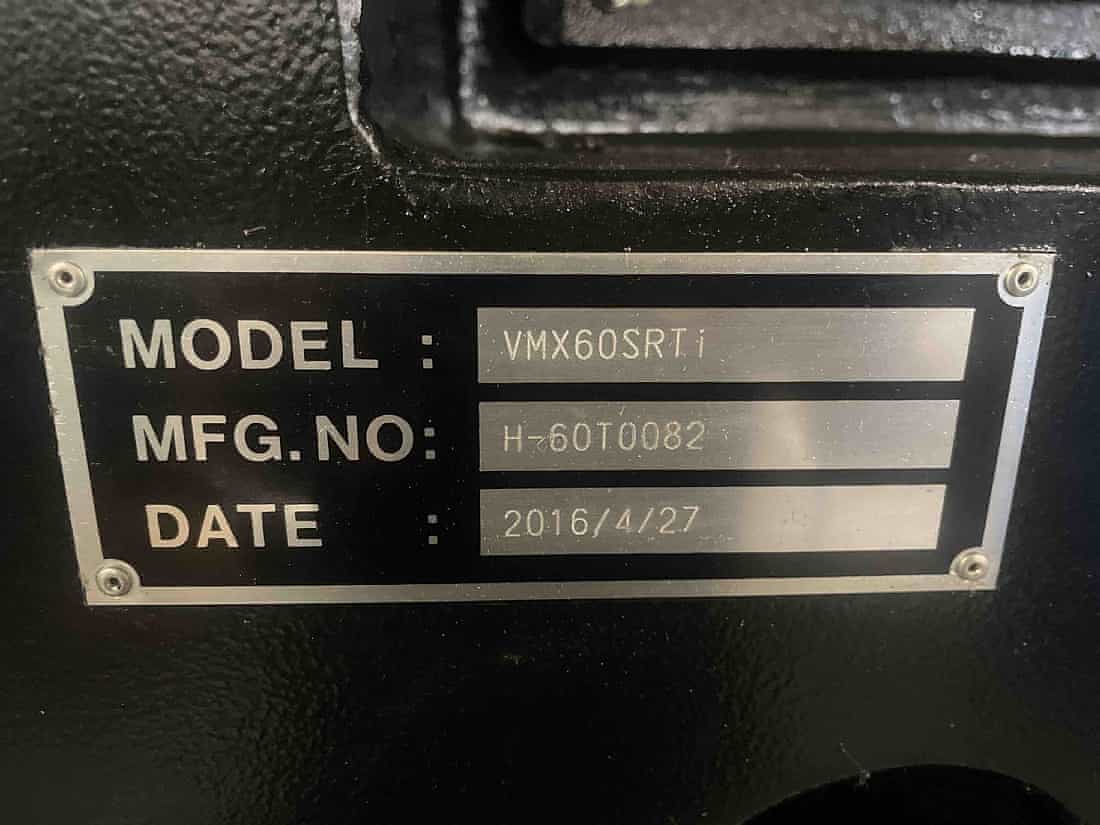 MODEL : VMX60SRTi
MFG.NO: H-60T0082
DATE : 2016/4/27